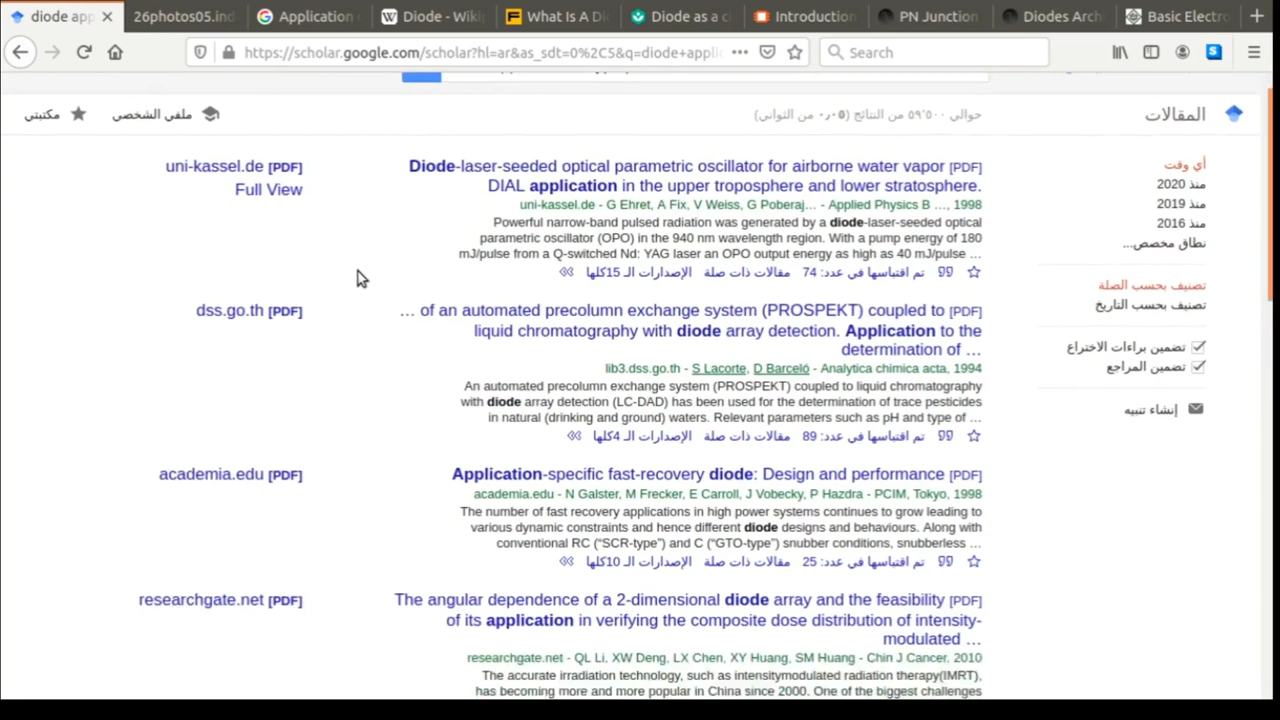 diode app
26photos05.ind
Application
Diode - Wiki
What Is A Di
Diode as a c
Introduction
PN Junction
Diodes Arch
Basic Electro
https://scholar.google.com/scholar?hl=ar&as_sdt=0%2C5&q=diode+appli
Search
المقالات
حوالي ٥٩٬٥٠٠ من النتائج (٠٫٠٥ من الثواني)
ملفي الشخصي
مكتبتي
أي وقت
منذ 2020
منذ 2019
منذ 2016
نطاق مخصص...
تصنيف بحسب الصلة
تصنيف بحسب التاريخ
تضمين براءات الاختراع
تضمين المراجع
إنشاء تنبيه
Diode-laser-seeded optical parametric oscillator for airborne water vapor [PDF]
DIAL application in the upper troposphere and lower stratosphere.
uni-kassel.de - G Ehret, A Fix, V Weiss, G Poberaj… - Applied Physics B …, 1998
Powerful narrow-band pulsed radiation was generated by a diode-laser-seeded optical
parametric oscillator (OPO) in the 940 nm wavelength region. With a pump energy of 180
mJ/pulse from a Q-switched Nd: YAG laser an OPO output energy as high as 40 mJ/pulse …
تم اقتباسها في عدد: 74 مقالات ذات صلة الإصدارات الـ 15كلها
uni-kassel.de [PDF]
Full View
… of an automated precolumn exchange system (PROSPEKT) coupled to [PDF]
liquid chromatography with diode array detection. Application to the
determination of …
lib3.dss.go.th - S Lacorte, D Barceló - Analytica chimica acta, 1994
An automated precolumn exchange system (PROSPEKT) coupled to liquid chromatography
with diode array detection (LC-DAD) has been used for the determination of trace pesticides
in natural (drinking and ground) waters. Relevant parameters such as pH and type of …
تم اقتباسها في عدد: 89 مقالات ذات صلة الإصدارات الـ 4كلها
dss.go.th [PDF]
Application-specific fast-recovery diode: Design and performance [PDF]
academia.edu - N Galster, M Frecker, E Carroll, J Vobecky, P Hazdra - PCIM, Tokyo, 1998
The number of fast recovery applications in high power systems continues to grow leading to
various dynamic constraints and hence different diode designs and behaviours. Along with
conventional RC ("SCR-type") and C ("GTO-type") snubber conditions, snubberless …
تم اقتباسها في عدد: 25 مقالات ذات صلة الإصدارات الـ 10كلها
academia.edu [PDF]
The angular dependence of a 2-dimensional diode array and the feasibility [PDF]
of its application in verifying the composite dose distribution of intensity-
modulated …
researchgate.net - QL Li, XW Deng, LX Chen, XY Huang, SM Huang - Chin J Cancer, 2010
The accurate irradiation technology, such as intensitymodulated radiation therapy(IMRT),
has becoming more and more popular in China since 2000. One of the biggest challenges
researchgate.net [PDF]